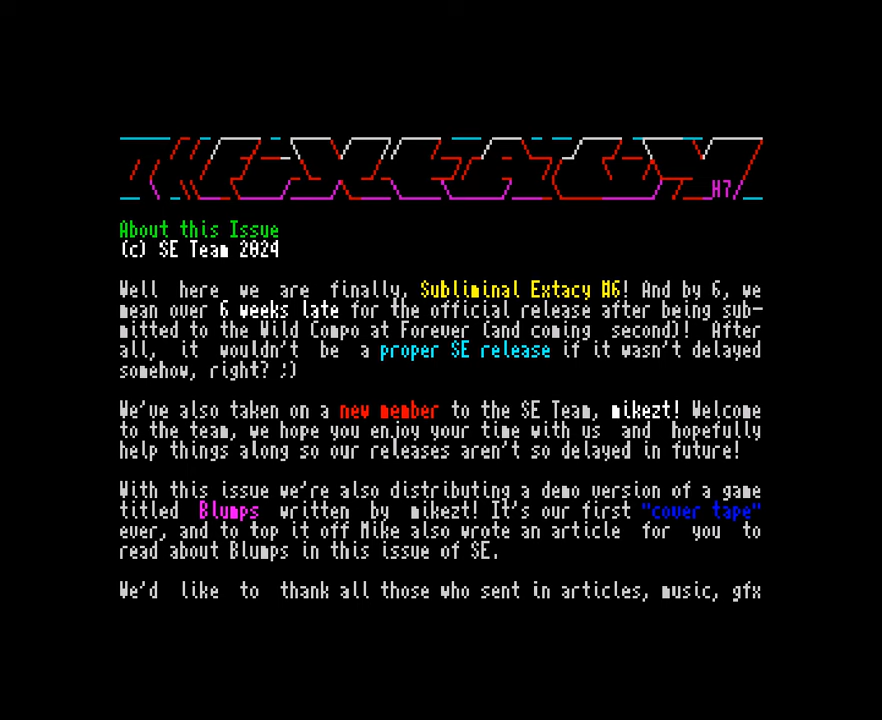 THE EXTACY
H7
About this Issue
(c) SE Team 2024
Well here we are finally, Subliminal Extacy #6! And by 6, we
mean over 6 weeks late for the official release after being sub-
mitted to the Wild Compo at Forever (and coming second)! After
all, it wouldn't be a proper SE release if it wasn't delayed
somehow, right? ;)
We've also taken on a new member to the SE Team, mikezt! Welcome
to the team, we hope you enjoy your time with us and hopefully
help things along so our releases aren't so delayed in future!
With this issue we're also distributing a demo version of a game
titled Blumps written by mikezt! It's our first "cover tape"
ever, and to top it off Mike also wrote an article for you to
read about Blumps in this issue of SE.
We'd like to thank all those who sent in articles, music, gfx